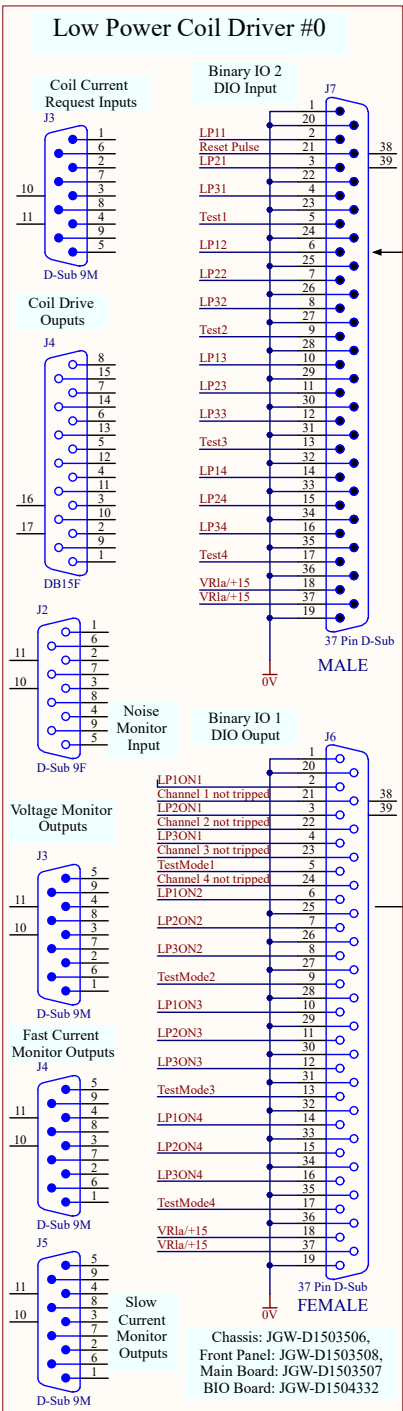 Low Power Coil Driver #0
Coil Current
Request Inputs
J3
1
6
2
7
10 3
8
11 4
9
5
D-Sub 9M
Coil Drive
Ouputs
J4
8
15
7
14
6
13
5
12
4
11
16 3
10
17 2
9
1
DB15F
J2
1
6
11 2
7
10 3
8
4
9
5
D-Sub 9F
Noise
Monitor
Input
Voltage Monitor
Outputs
J3
5
9
11 4
8
10 3
7
2
6
1
D-Sub 9M
Fast Current
Monitor Outputs
J4
5
9
11 4
8
10 3
7
2
6
1
D-Sub 9M
J5
5
9
11 4
8
10 3
7
2
6
1
D-Sub 9M
Slow
Current
Monitor
Outputs
Binary IO 2
DIO Input
J7
1
20
LP11 2
Reset Pulse 21 38
LP21 3 39
22
LP31 4
23
Test1 5
24
LP12 6
25
LP22 7
26
LP32 8
27
Test2 9
28
LP13 10
29
LP23 11
30
LP33 12
31
Test3 13
32
LP14 14
33
LP24 15
34
LP34 16
35
Test4 17
36
VRla/+15 18
VRla/+15 37
19
37 Pin D-Sub
MALE
0V
Binary IO 1
DIO Ouput
J6
1
20
LP1ON1 2
Channel 1 not tripped 21 38
LP2ON1 3 39
Channel 2 not tripped 22
LP3ON1 4
Channel 3 not tripped 23
TestMode1 5
Channel 4 not tripped 24
LP1ON2 6
25
LP2ON2 7
26
LP3ON2 8
27
TestMode2 9
28
LP1ON3 10
29
LP2ON3 11
30
LP3ON3 12
31
TestMode3 13
32
LP1ON4 14
33
LP2ON4 15
34
LP3ON4 16
35
TestMode4 17
36
VRla/+15 18
VRla/+15 37
19
37 Pin D-Sub
FEMALE
0V
Chassis: JGW-D1503506,
Front Panel: JGW-D1503508,
Main Board: JGW-D1503507
BIO Board: JGW-D1504332